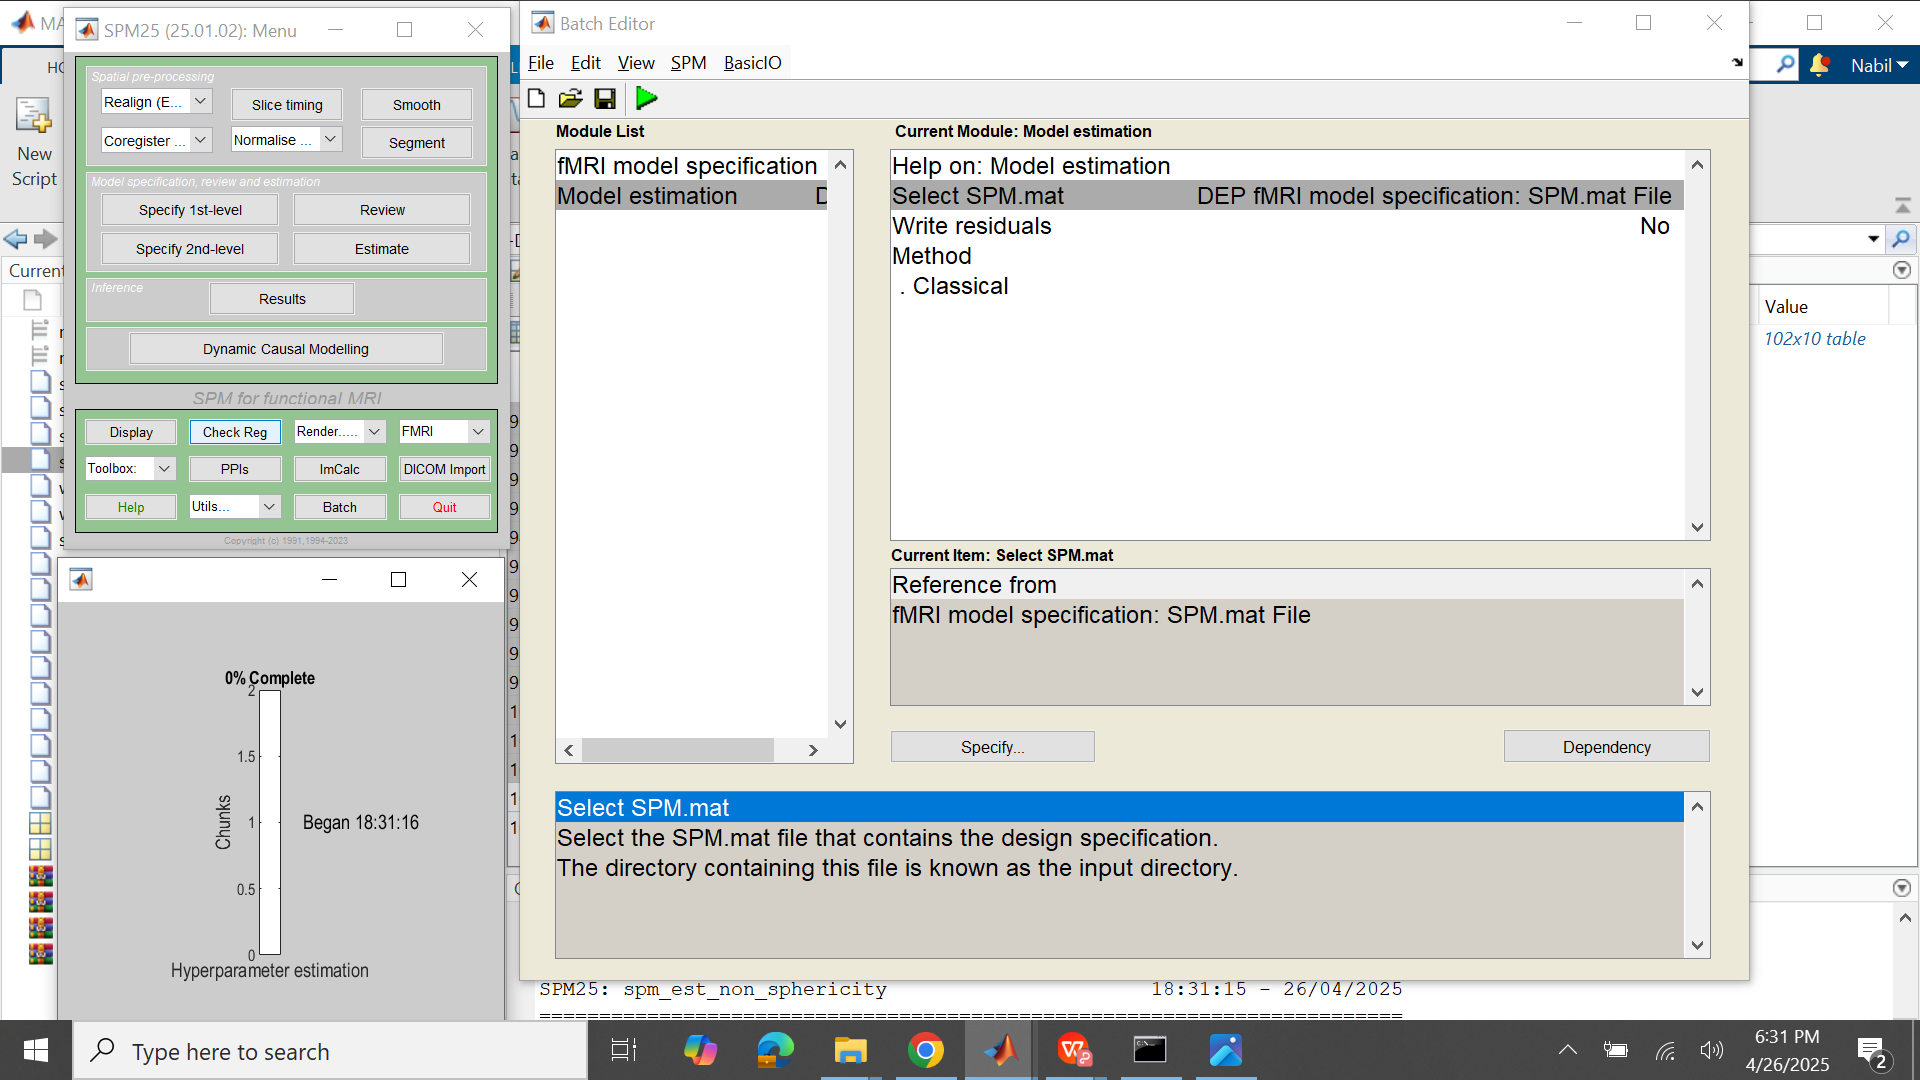 MA
SPM25 (25.01.02): Menu
Batch Editor
HO
File Edit View SPM BasicIO
Nabil
New
Script
Spatial pre-processing
Realign (E...
Slice timing
Smooth
Coregister ...
Normalise ...
Segment
Model specification, review and estimation
Specify 1st-level
Review
Specify 2nd-level
Estimate
Inference
Results
Dynamic Causal Modelling
SPM for functional MRI
Display
Check Reg
Render.....
FMRI
Toolbox:
PPIs
ImCalc
DICOM Import
Help
Utils...
Batch
Quit
Copyright (c) 1991,1994-2023
Current
0% Complete
2
1.5
1
0.5
0
Chunks
Began 18:31:16
Hyperparameter estimation
Module List
fMRI model specification
Model estimation D
Current Module: Model estimation
Help on: Model estimation
Select SPM.mat DEP fMRI model specification: SPM.mat File
Write residuals No
Method
. Classical
Current Item: Select SPM.mat
Reference from
fMRI model specification: SPM.mat File
Specify...
Dependency
Select SPM.mat
Select the SPM.mat file that contains the design specification.
The directory containing this file is known as the input directory.
Value
102x10 table
SPM25: spm_est_non_sphericity 18:31:15 - 26/04/2025
========================================================================
Type here to search
6:31 PM
4/26/2025
2